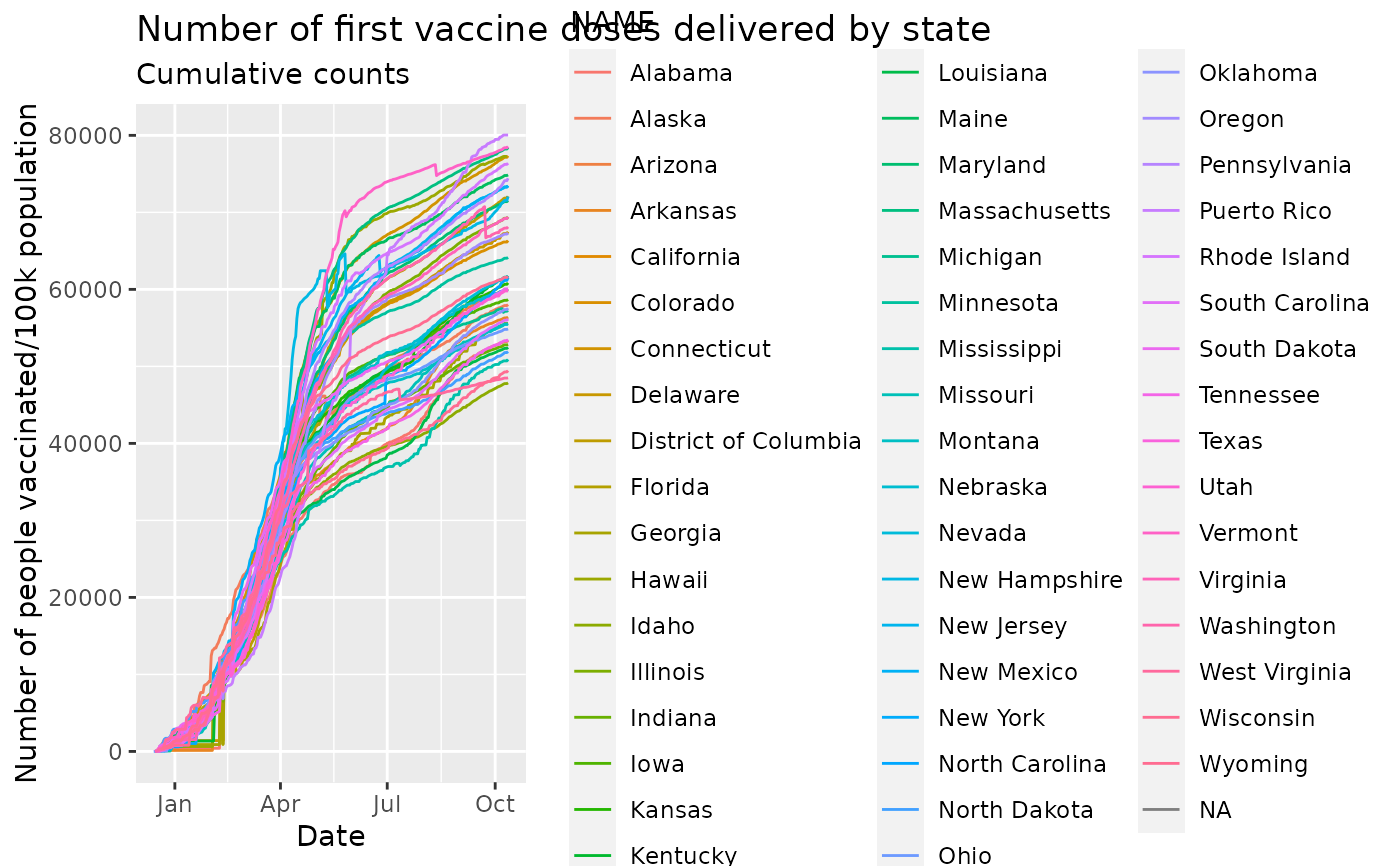 Number of first vaccine doses delivered by state
Cumulative counts
Number of people vaccinated/100k population
80000
60000
40000
20000
0
Jan Apr Jul Oct
Date
NAME
Alabama
Alaska
Arizona
Arkansas
California
Colorado
Connecticut
Delaware
District of Columbia
Florida
Georgia
Hawaii
Idaho
Illinois
Indiana
Iowa
Kansas
Kentucky
Louisiana
Maine
Maryland
Massachusetts
Michigan
Minnesota
Mississippi
Missouri
Montana
Nebraska
Nevada
New Hampshire
New Jersey
New Mexico
New York
North Carolina
North Dakota
Ohio
Oklahoma
Oregon
Pennsylvania
Puerto Rico
Rhode Island
South Carolina
South Dakota
Tennessee
Texas
Utah
Vermont
Virginia
Washington
West Virginia
Wisconsin
Wyoming
NA